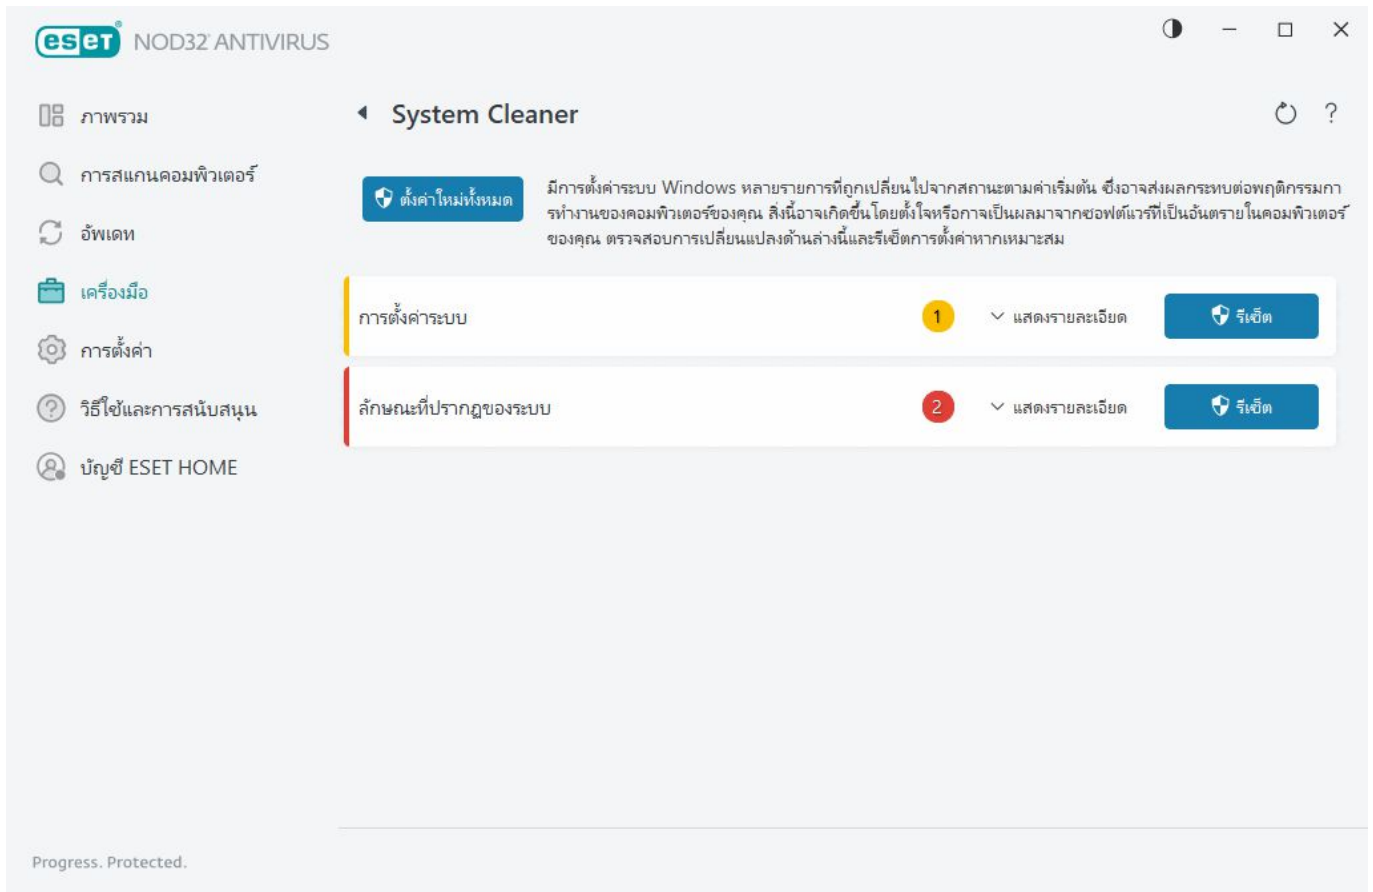 eset® NOD32® ANTIVIRUS
ภาพรวม
การสแกนคอมพิวเตอร์
อัพเดท
เครื่องมือ
การตั้งค่า
วิธีใช้และการสนับสนุน
บัญชี ESET HOME
System Cleaner
?
ตั้งค่าใหม่ทั้งหมด
มีการตั้งค่าระบบ Windows หลายรายการที่ถูกเปลี่ยนไปจากสถานะตามค่าเริ่มต้น ซึ่งอาจส่งผลกระทบต่อพฤติกรรมกา
รทำงานของคอมพิวเตอร์ของคุณ สิ่งนี้อาจเกิดขึ้นโดยตั้งใจหรือกาจเป็นผลมาจากซอฟต์แวร์ที่เป็นอันตรายในคอมพิวเตอร์
ของคุณ ตรวจสอบการเปลี่ยนแปลงด้านล่างนี้และรีเซ็ตการตั้งค่าหากเหมาะสม
การตั้งค่าระบบ 1 แสดงรายละเอียด รีเซ็ต
ลักษณะที่ปรากฏของระบบ 2 แสดงรายละเอียด รีเซ็ต
Progress. Protected.